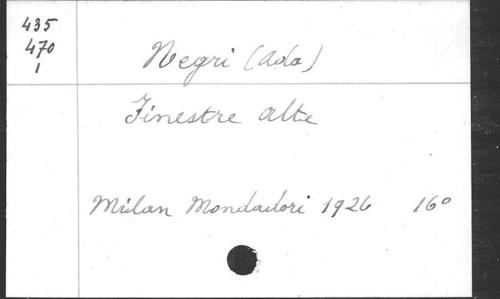 435
470
1
Negri (Ada)
Finestre alte
Milan Mondadori 1926 16°